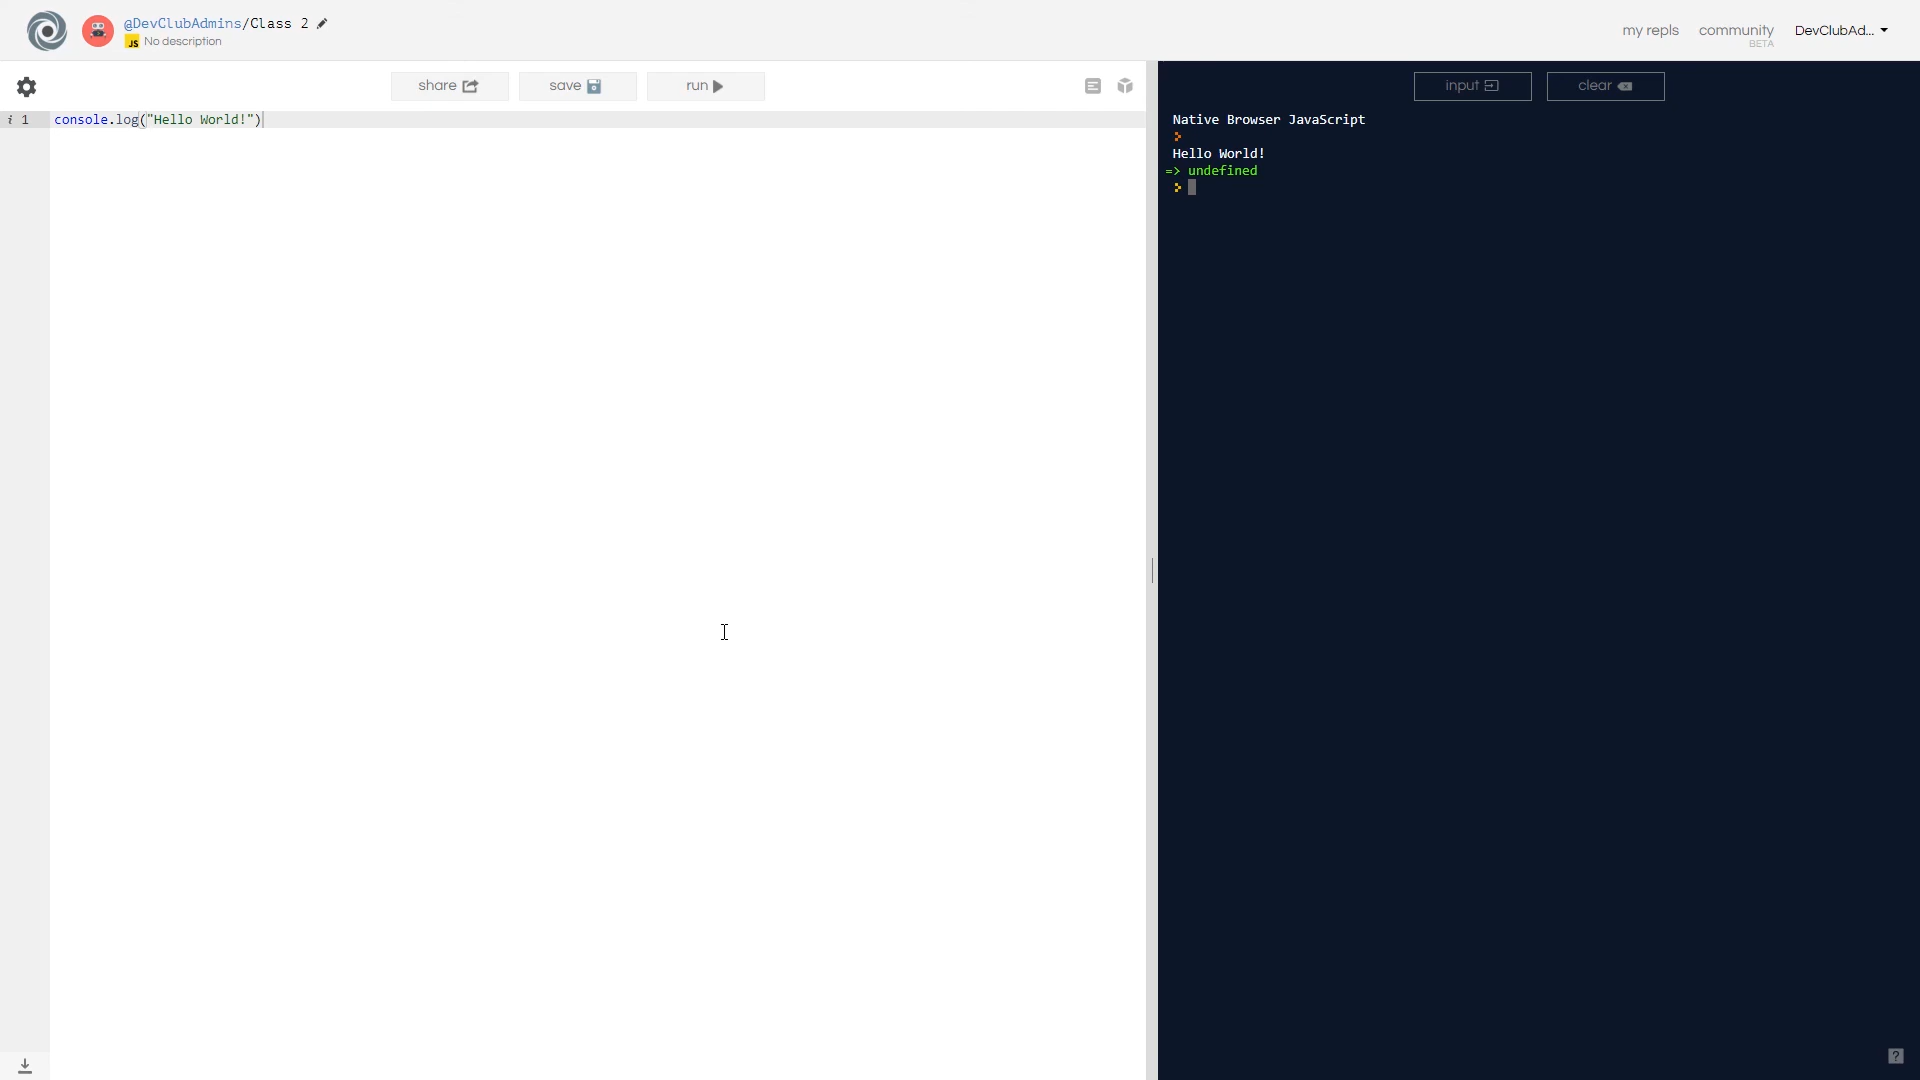 @DevClubAdmins/Class 2
JS No description
my repls
community
BETA
DevClubAd...
share
save
run
input
clear
i 1 console.log("Hello World!")
Native Browser JavaScript
Hello World!
=> undefined
?